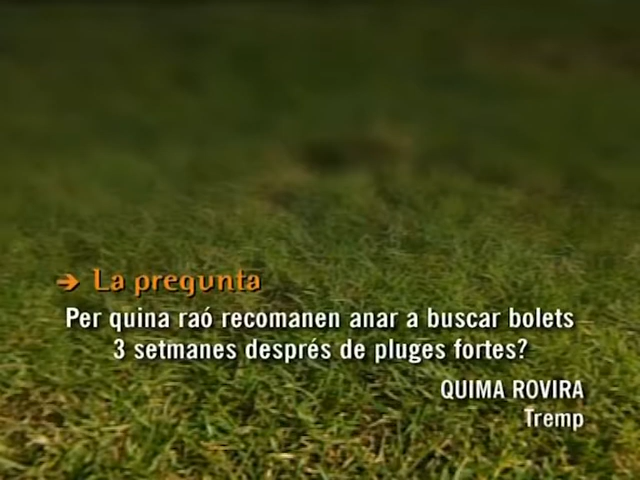 → La pregunta
Per quina raó recomanen anar a buscar bolets
3 setmanes després de pluges fortes?
QUIMA ROVIRA
Tremp